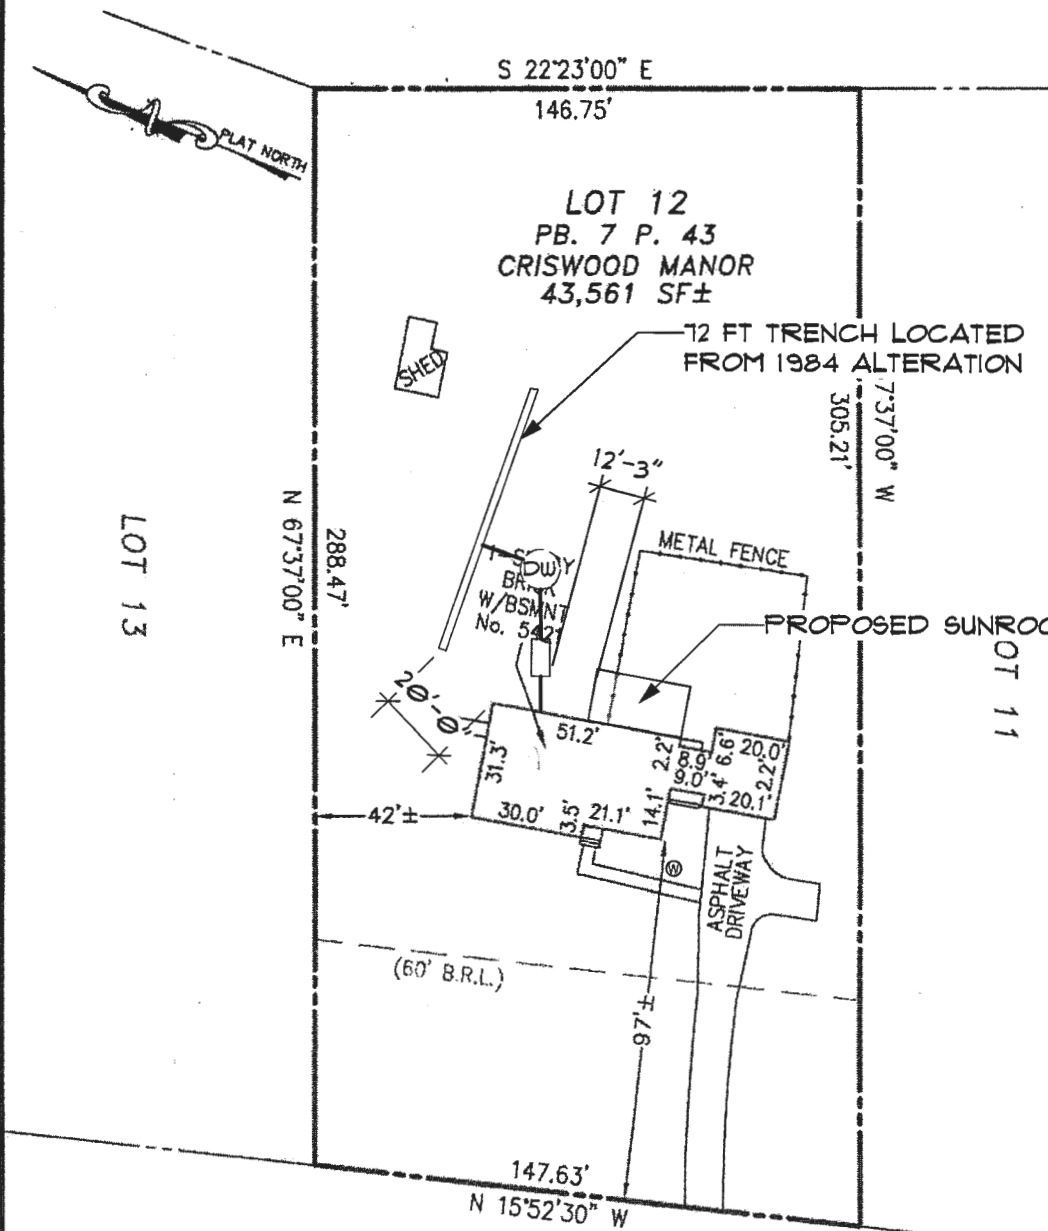 S 22°23'00" E
146.75'
PLAT NORTH
LOT 12
PB. 7 P. 43
CRISWOOD MANOR
43,561 SF±
72 FT TRENCH LOCATED
FROM 1984 ALTERATION
SHED
7°37'00" W
305.21'
12'-3"
METAL FENCE
LOT 13
N 67°37'00" E
288.47'
DW
W/BSMNT
No.
PROPOSED
OT 11
20'-0"
51.2'
31.3'
2.2'
8.9'
9.0'
6.6'
20.0'
3.4'
2.2'
20.1'
42'±
30.0'
3.5'
21.1'
14.1'
W
ASPHALT
DRIVEWAY
(60' B.R.L.)
97'±
147.63'
N 15°52'30" W